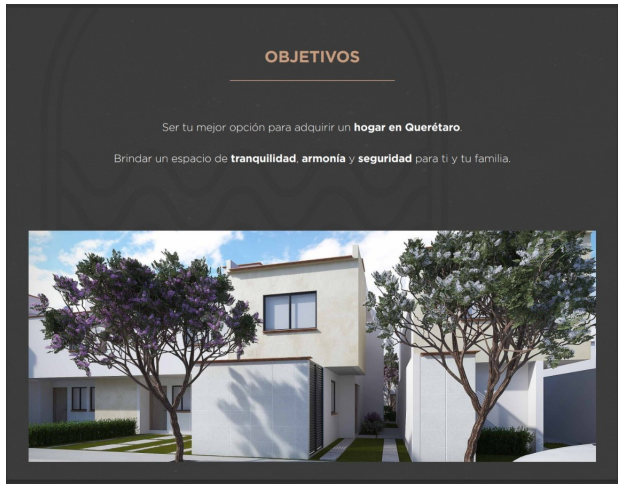 OBJETIVOS
Ser tu mejor opción para adquirir un hogar en Querétaro.
Brindar un espacio de tranquilidad, armonía y seguridad para ti y tu familia.